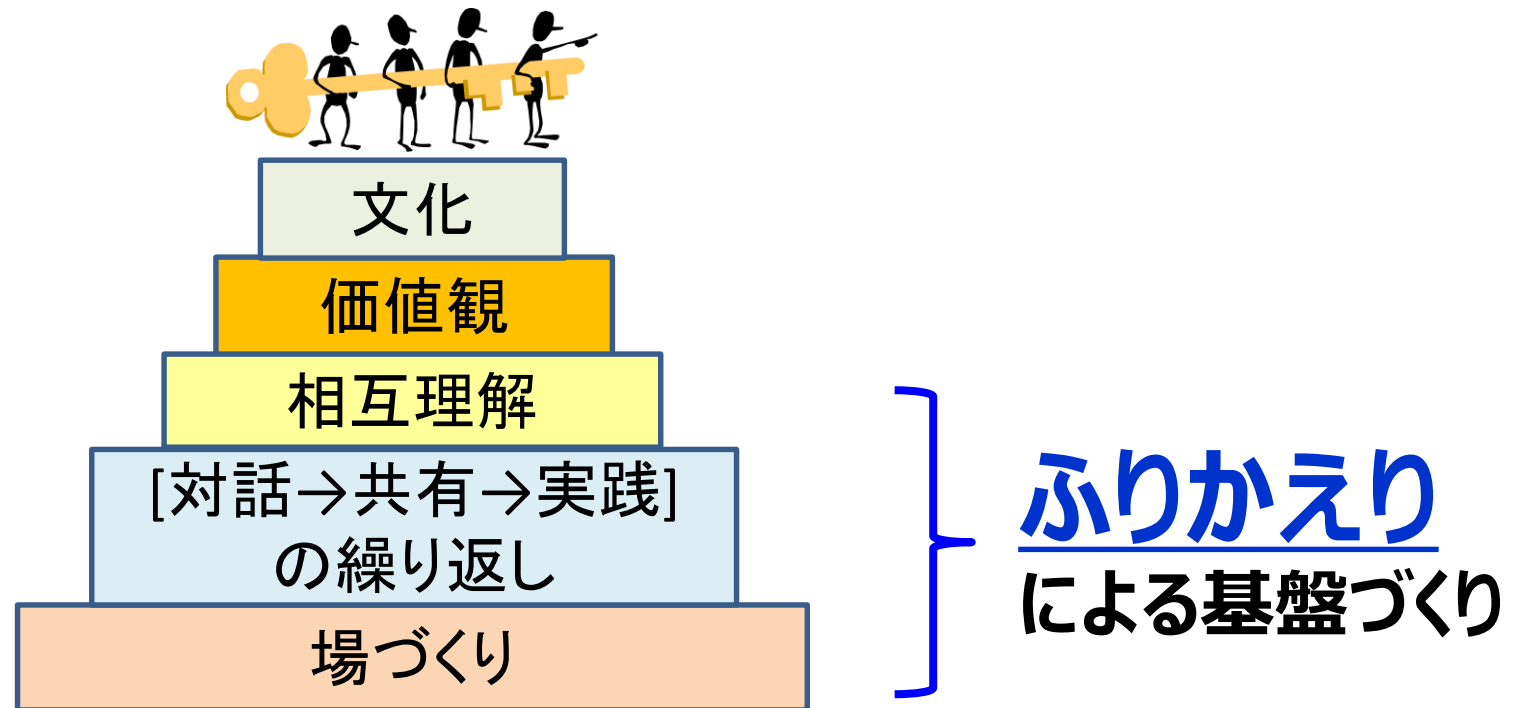 文化
価値観
相互理解
[対話→共有→実践]
の繰り返し
場づくり
ふりかえり
による基盤づくり